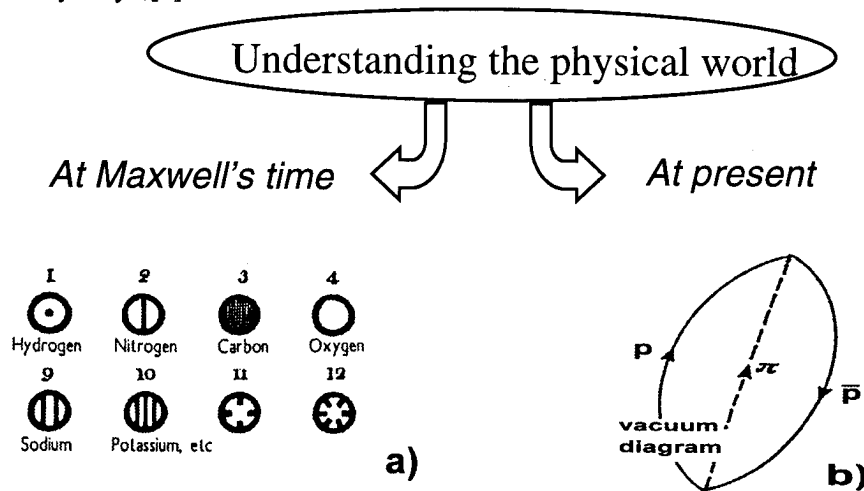 Understanding the physical world
At Maxwell's time
At present
1 2 3 4
Hydrogen Nitrogen Carbon Oxygen
9 10 11 12
Sodium Potassium, etc
a)
p
π
p̅
vacuum
diagram
b)